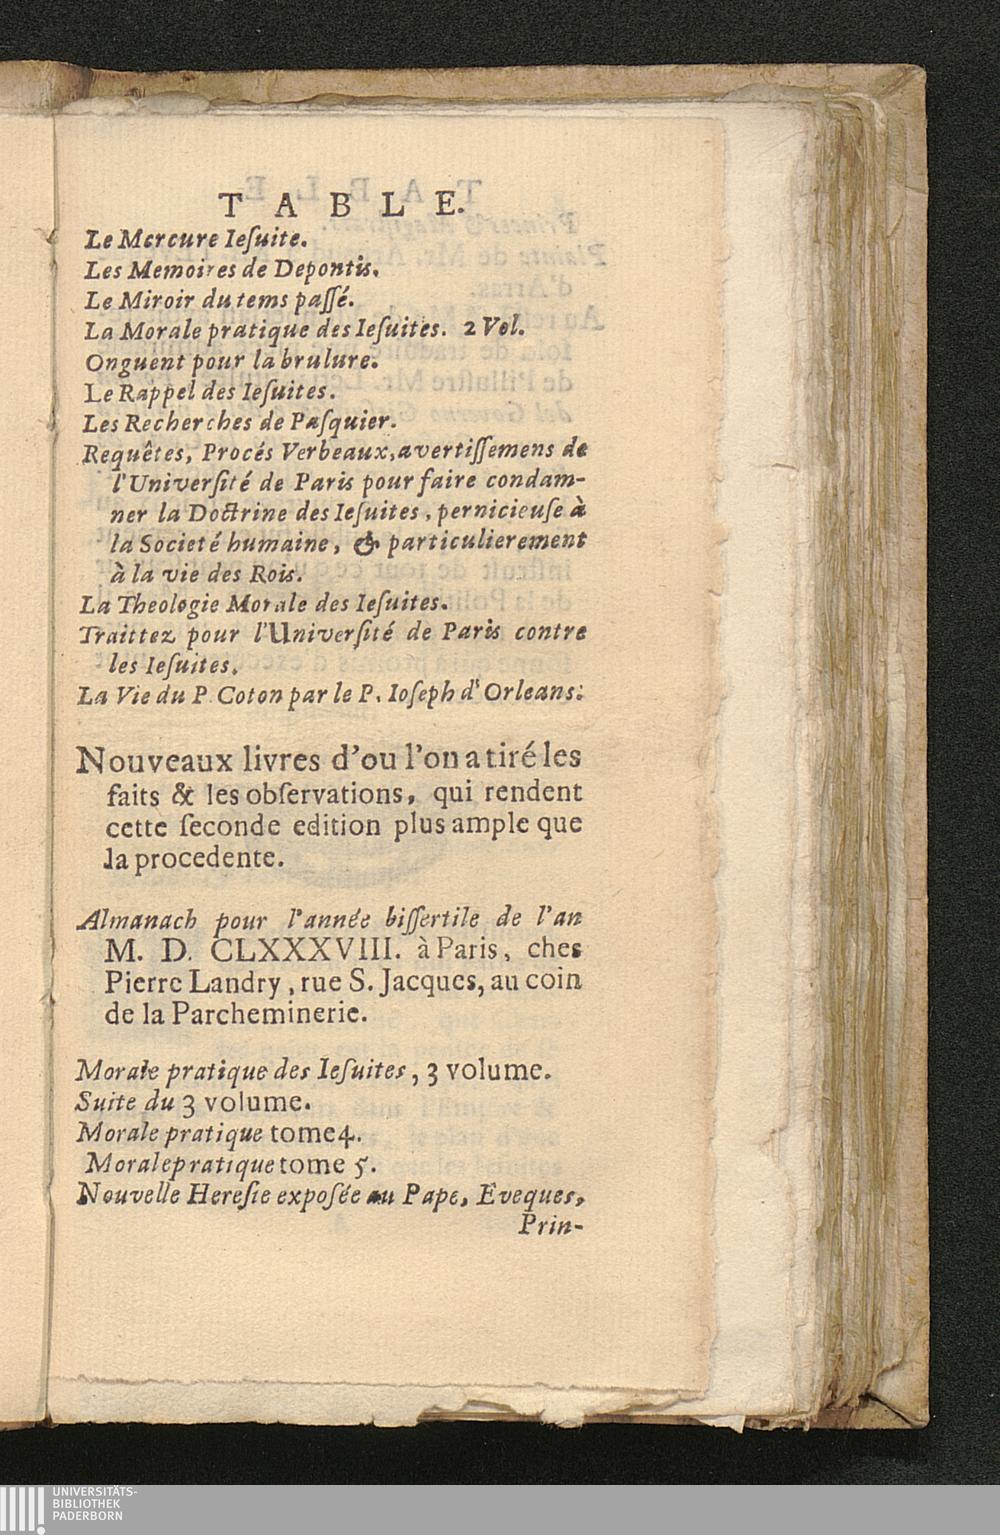 TABLE.
Le Mercure Ieſuite.
Les Memoires de Depontis.
Le Miroir du tems paſſé.
La Morale pratique des Ieſuites. 2 Vol.
Onguent pour la brulure.
Le Rappel des Ieſuites.
Les Recherches de Paſquier.
Requêtes, Procés Verbeaux, avertiſſemens de
l'Univerſité de Paris pour faire condam-
ner la Doctrine des Ieſuites, pernicieuſe à
la Societé humaine, & particulierement
à la vie des Rois.
La Theologie Morale des Ieſuites.
Traittez pour l'Univerſité de Paris contre
les Ieſuites.
La Vie du P. Coton par le P. Ioſeph d'Orleans.
Nouveaux livres d'ou l'on a tiré les
faits & les obſervations, qui rendent
cette ſeconde edition plus ample que
la procedente.
Almanach pour l'année biſſertile de l'an
M. D. CLXXXVIII. à Paris, ches
Pierre Landry, rue S. Jacques, au coin
de la Parcheminerie.
Morale pratique des Ieſuites, 3 volume.
Suite du 3 volume.
Morale pratique tome 4.
Morale pratique tome 5.
Nouvelle Hereſie expoſée au Pape, Eveques,
Prin-
UNIVERSITÄTS-
BIBLIOTHEK
PADERBORN